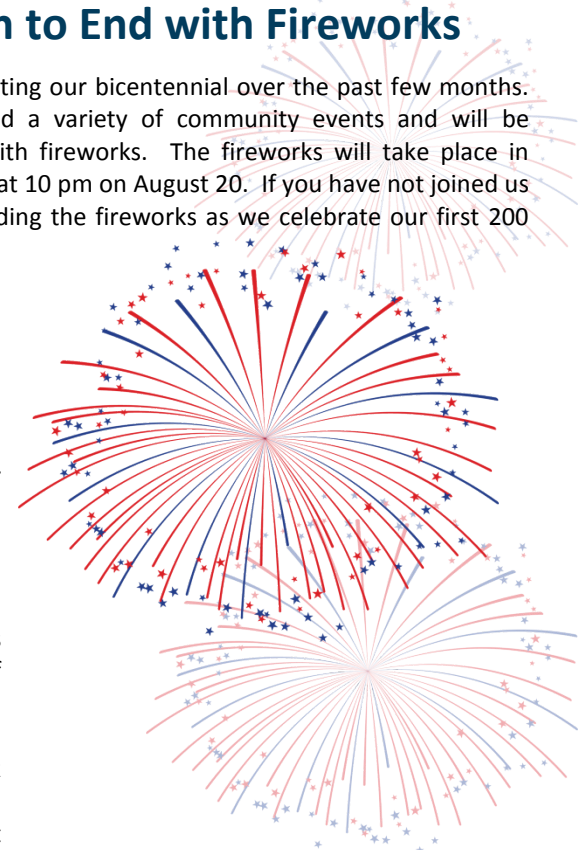 to End with Fireworks
ting our bicentennial over the past few months.
d a variety of community events and will be
ith fireworks. The fireworks will take place in
at 10 pm on August 20. If you have not joined us
ding the fireworks as we celebrate our first 200